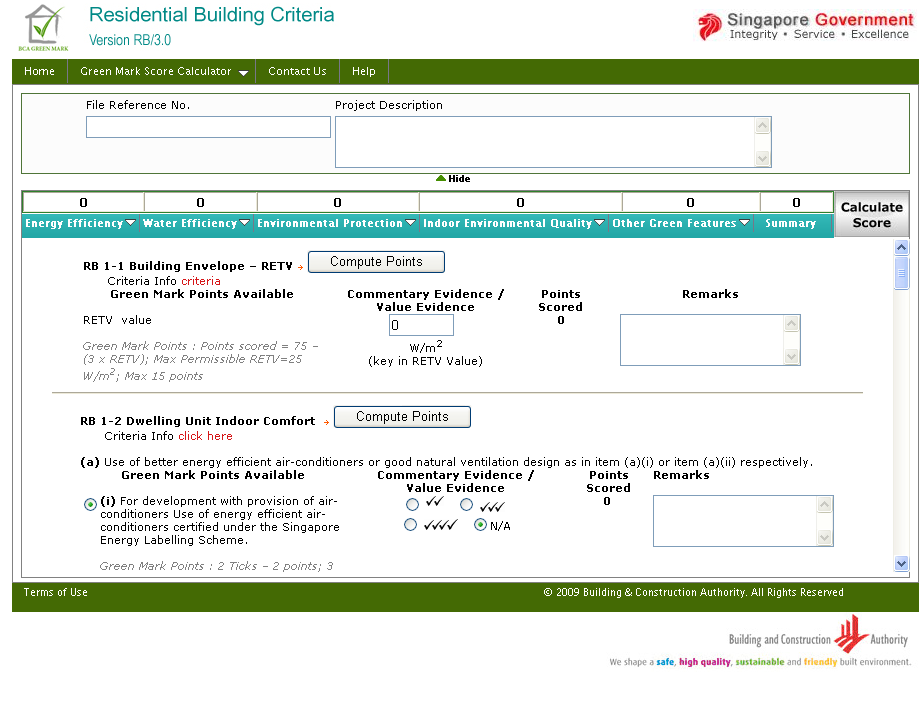 BCA GREEN MARK
Residential Building Criteria
Version RB/3.0
Singapore Government
Integrity • Service • Excellence
Home Green Mark Score Calculator Contact Us Help
File Reference No. Project Description
Hide
0 0 0 0 0 0
Energy Efficiency Water Efficiency Environmental Protection Indoor Environmental Quality Other Green Features Summary
Calculate
Score
RB 1-1 Building Envelope – RETV Compute Points
Criteria Info criteria
Green Mark Points Available Commentary Evidence / Points Remarks
Value Evidence Scored
RETV value 0 0
Green Mark Points : Points scored = 75 – W/m2
(3 x RETV); Max Permissible RETV=25 (key in RETV Value)
W/m2; Max 15 points
RB 1-2 Dwelling Unit Indoor Comfort Compute Points
Criteria Info click here
(a) Use of better energy efficient air-conditioners or good natural ventilation design as in item (a)(i) or item (a)(ii) respectively.
Green Mark Points Available Commentary Evidence / Points Remarks
Value Evidence Scored
(i) For development with provision of air- ✓✓ ✓✓✓ 0
conditioners Use of energy efficient air-
conditioners certified under the Singapore ✓✓✓✓ N/A
Energy Labelling Scheme.
Green Mark Points : 2 Ticks – 2 points; 3
Terms of Use © 2009 Building & Construction Authority. All Rights Reserved
Building and Construction Authority
We shape a safe, high quality, sustainable and friendly built environment.